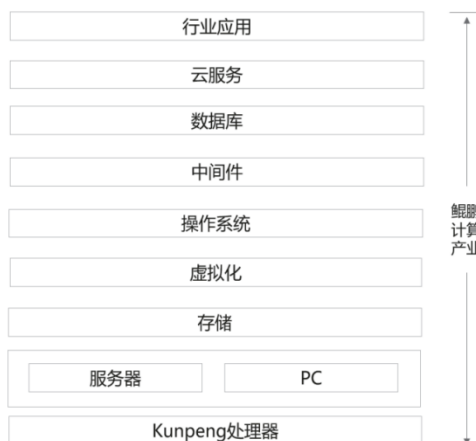 行业应用
云服务
数据库
中间件
操作系统
虚拟化
存储
服务器
PC
Kunpeng处理器
鲲鹏
计算
产业